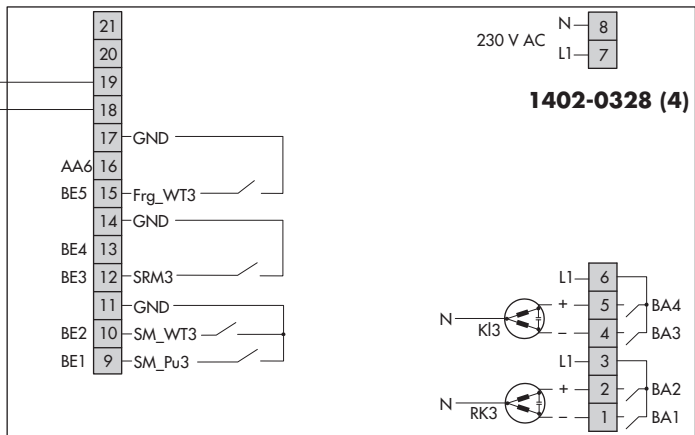 21
20
19
18
17 GND
AA6 16
BE5 15 Frg_WT3
14 GND
BE4 13
BE3 12 SRM3
11 GND
BE2 10 SM_WT3
BE1 9 SM_Pu3
230 V AC
N 8
L1 7
1402-0328 (4)
L1 6
+ 5 BA4
N Kl3
– 4 BA3
L1 3
+ 2 BA2
N RK3
– 1 BA1